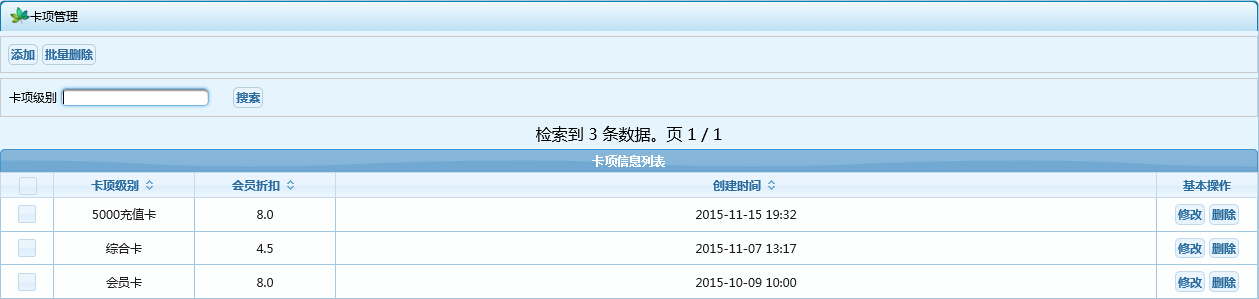 卡项管理
添加 批量删除
卡项级别 搜索
检索到 3 条数据。页 1 / 1
卡项信息列表
卡项级别 会员折扣 创建时间 基本操作
5000充值卡 8.0 2015-11-15 19:32 修改 删除
综合卡 4.5 2015-11-07 13:17 修改 删除
会员卡 8.0 2015-10-09 10:00 修改 删除